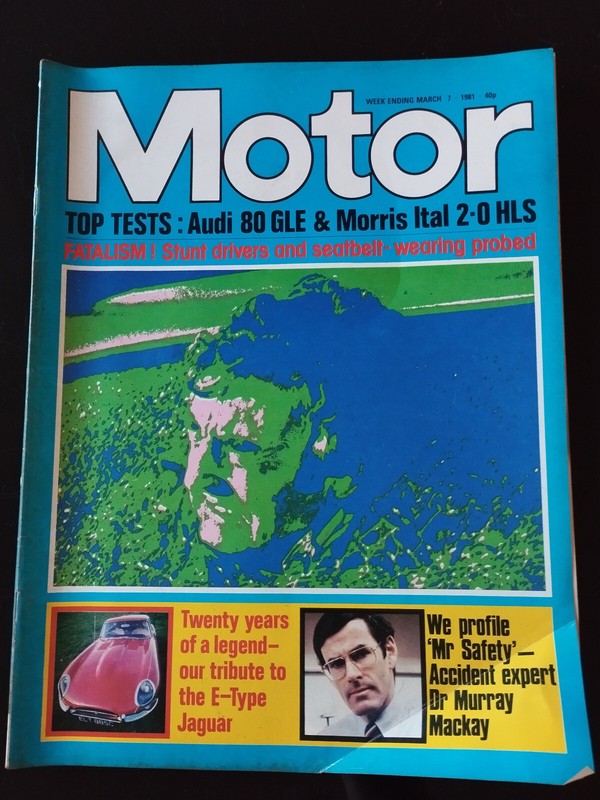 WEEK ENDING MARCH 7 · 1981 · 40p
Motor
TOP TESTS : Audi 80 GLE & Morris Ital 2·0 HLS
FATALISM ! Stunt drivers and seatbelt-wearing probed
Twenty years
of a legend—
our tribute to
the E-Type
Jaguar
We profile
‘Mr Safety’—
Accident expert
Dr Murray
Mackay